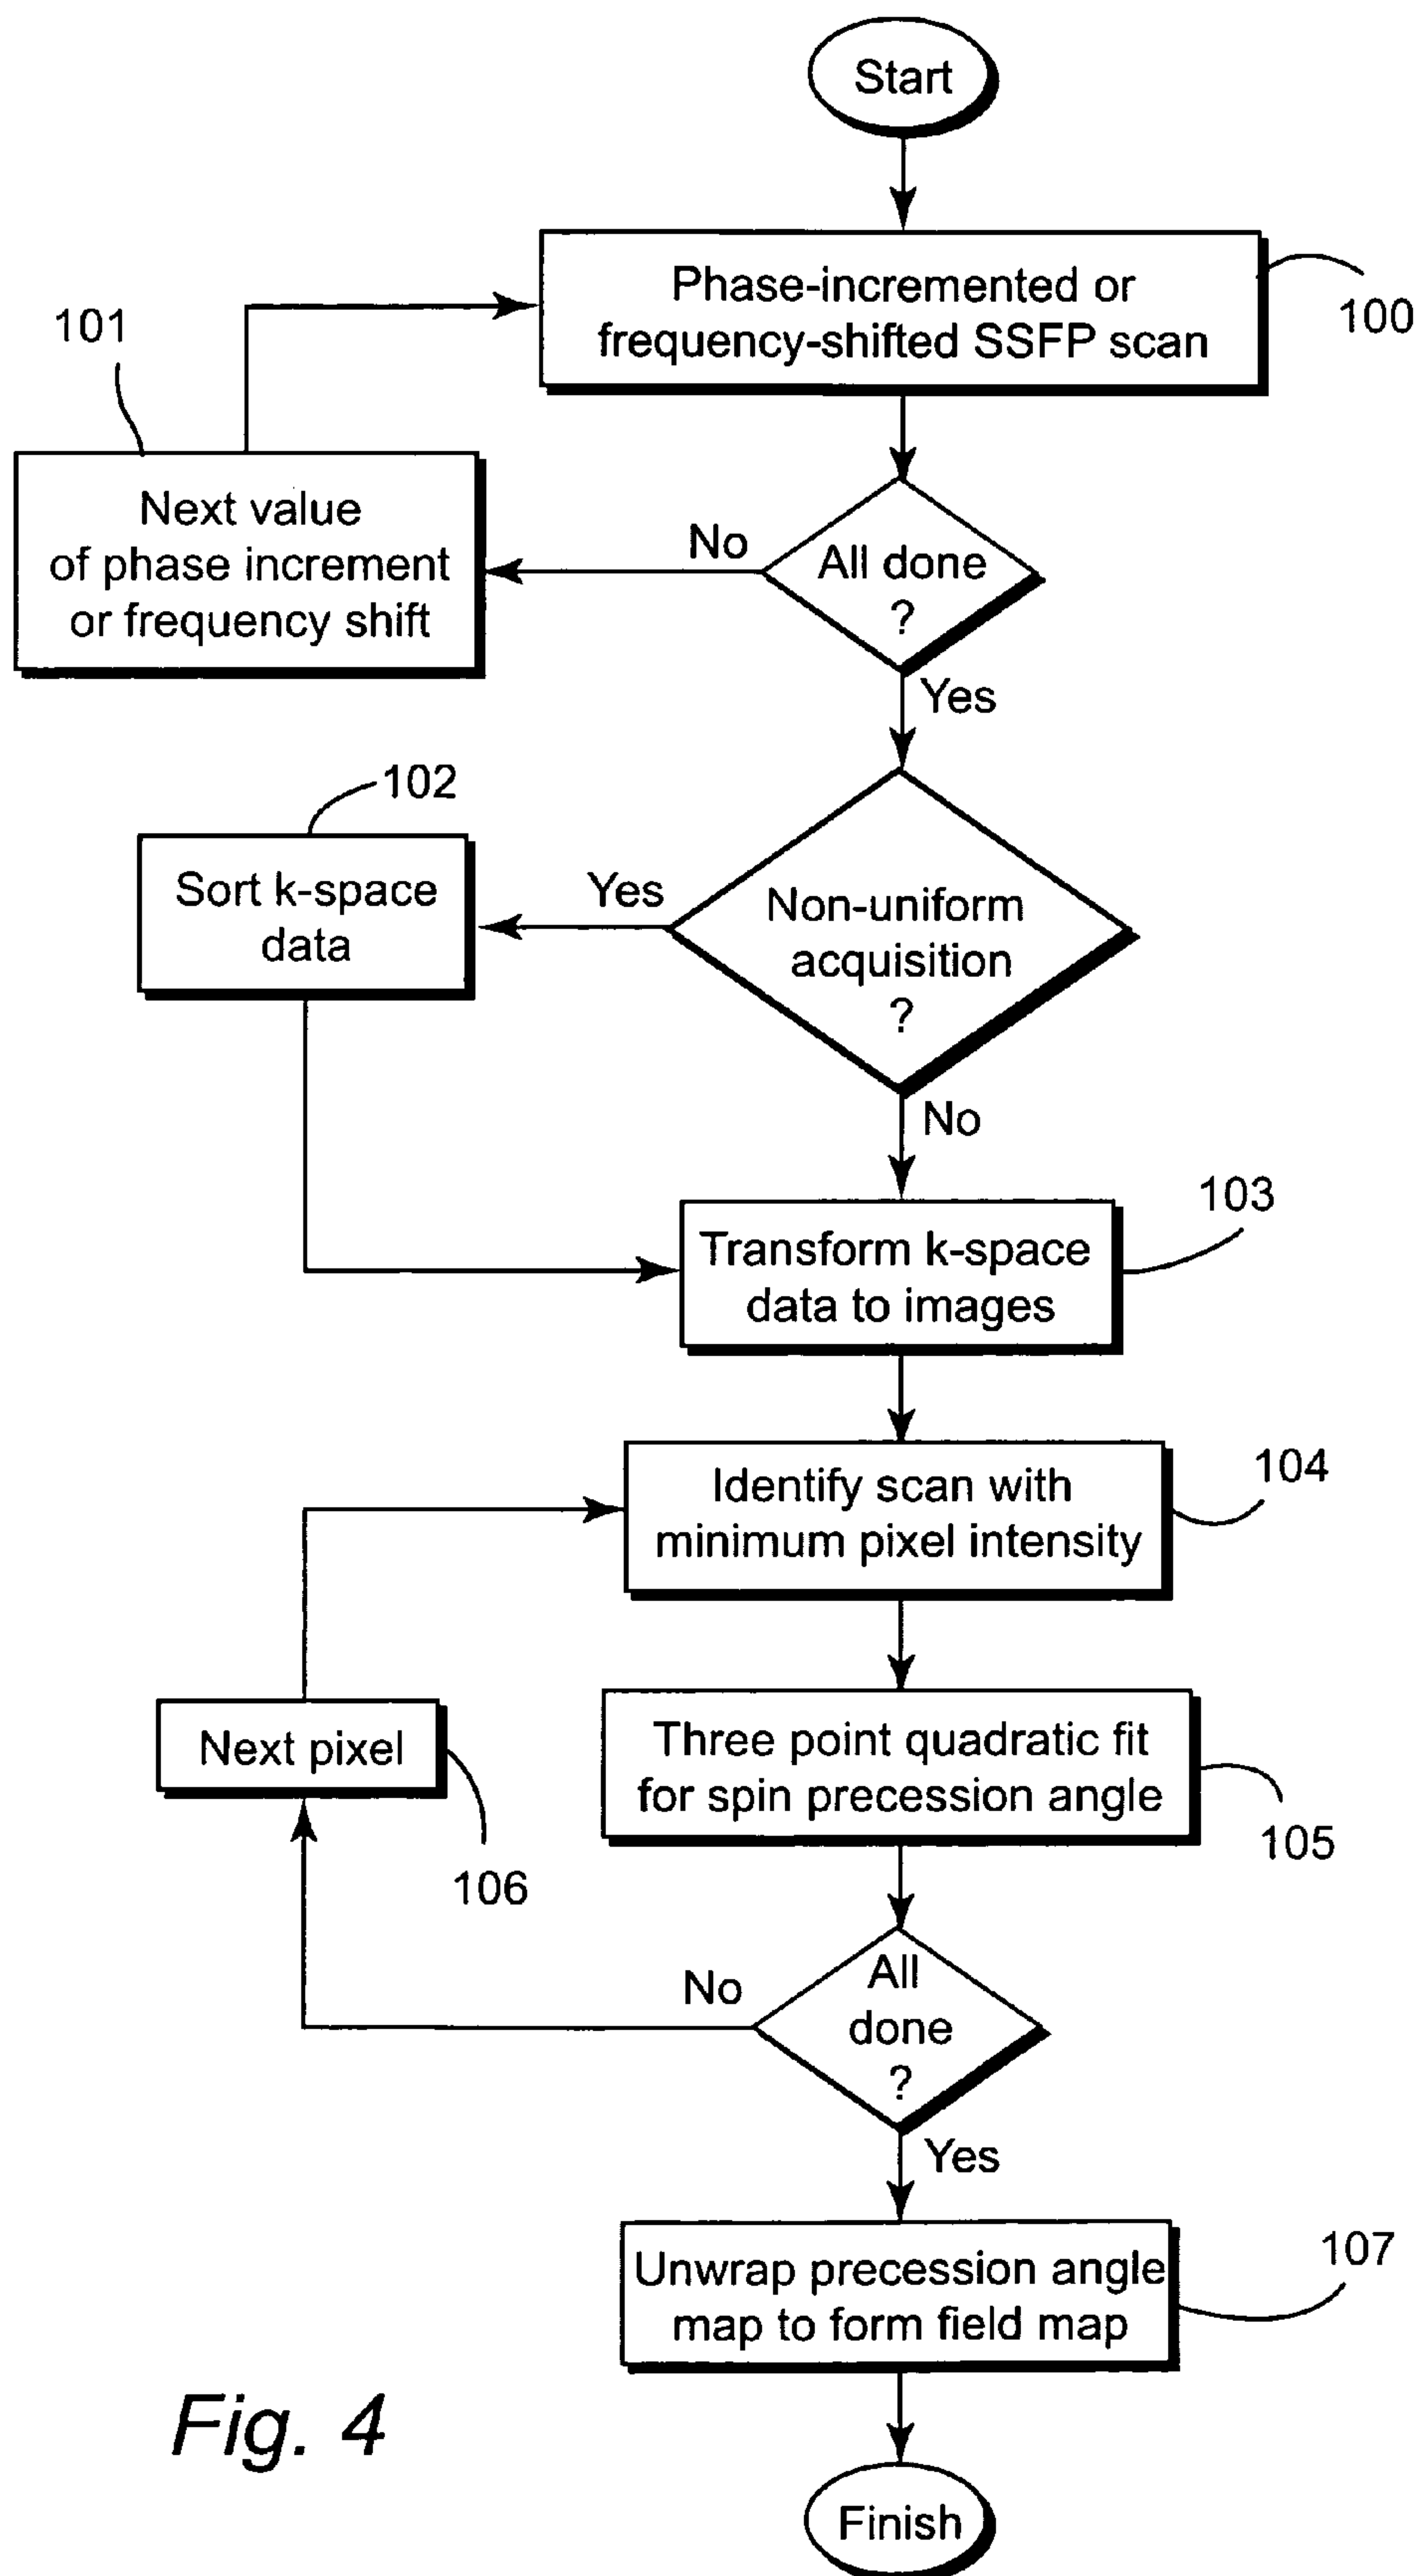 Start
Phase-incremented or
frequency-shifted SSFP scan
100
101
Next value
of phase increment
or frequency shift
No
All done
?
Yes
102
Sort k-space
data
Yes
Non-uniform
acquisition
?
No
103
Transform k-space
data to images
104
Identify scan with
minimum pixel intensity
Next pixel
106
Three point quadratic fit
for spin precession angle
105
No
All
done
?
Yes
107
Unwrap precession angle
map to form field map
Fig. 4
Finish